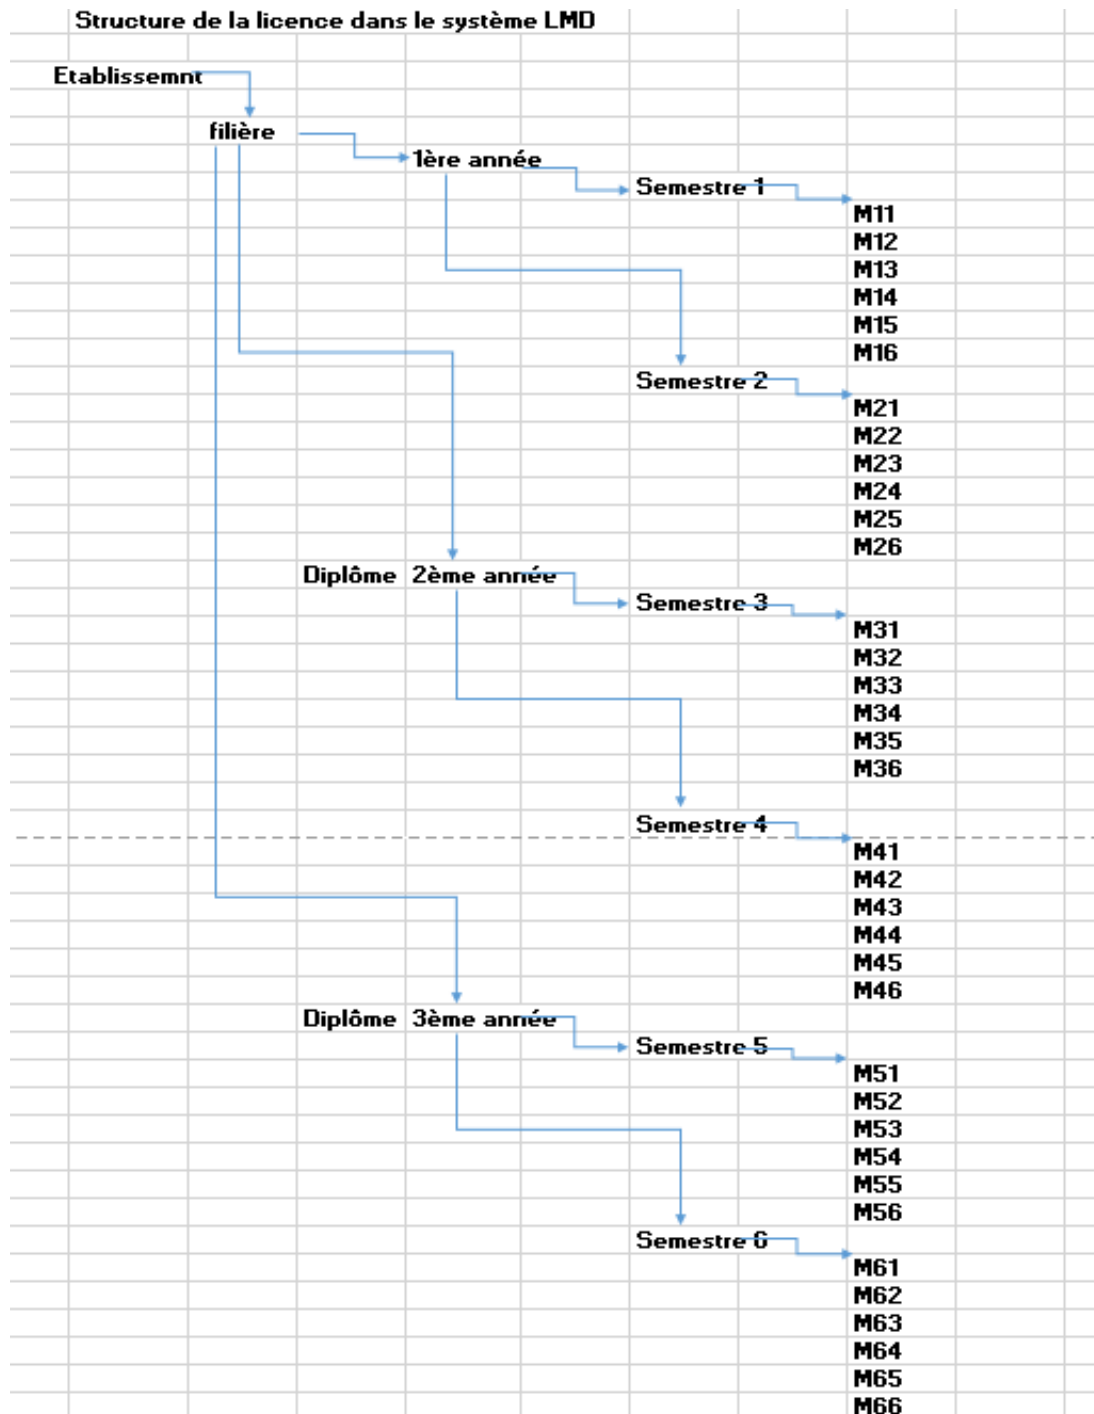 Structure de la licence dans le système LMD
Etablissemnt
filière
1ère année
Semestre 1
M11
M12
M13
M14
M15
M16
Semestre 2
M21
M22
M23
M24
M25
M26
Diplôme 2ème année
Semestre 3
M31
M32
M33
M34
M35
M36
Semestre 4
M41
M42
M43
M44
M45
M46
Diplôme 3ème année
Semestre 5
M51
M52
M53
M54
M55
M56
Semestre 6
M61
M62
M63
M64
M65
M66